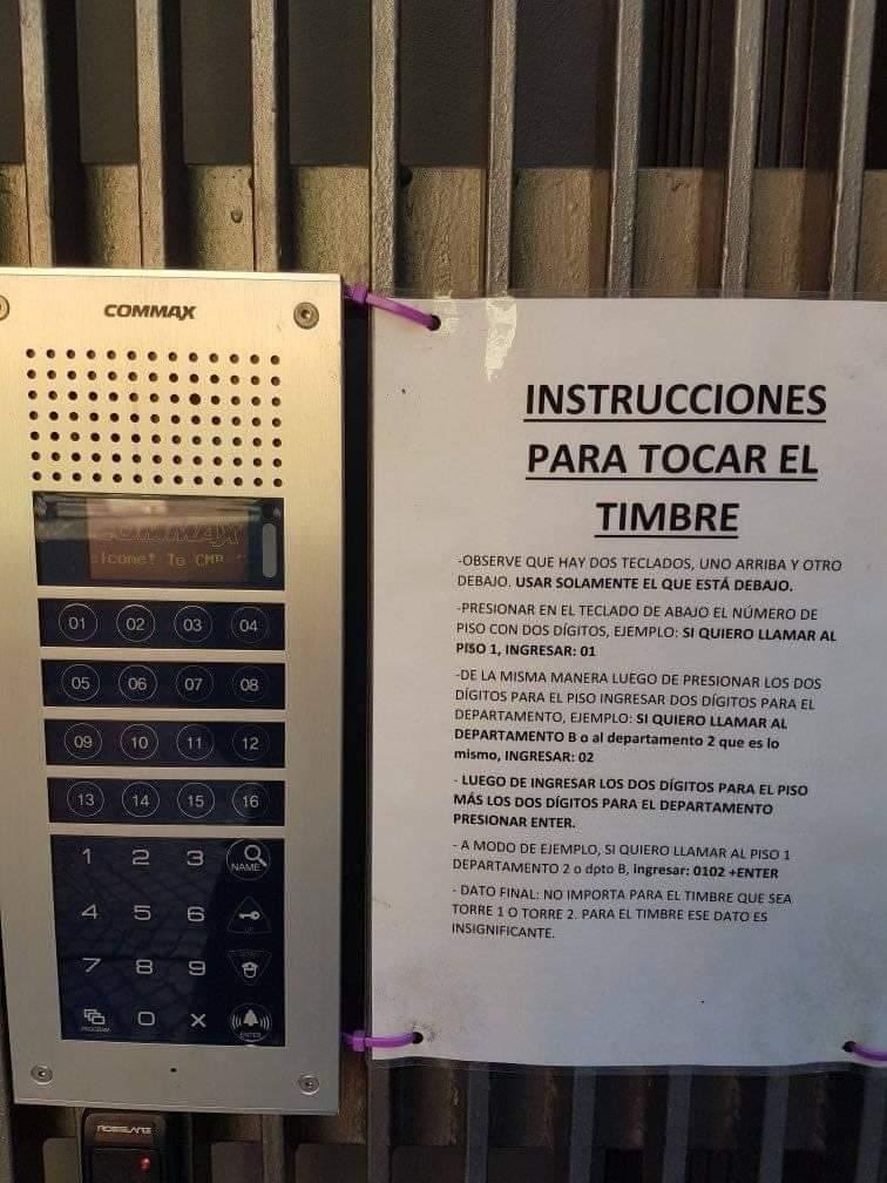 COMMAX
COMMAX
elcome! To CMP
01 02 03 04
05 06 07 08
09 10 11 12
13 14 15 16
1 2 3 NAME
4 5 6
7 8 9
PROGRAM 0 X ENTER
INSTRUCCIONES
PARA TOCAR EL
TIMBRE
-OBSERVE QUE HAY DOS TECLADOS, UNO ARRIBA Y OTRO
DEBAJO. USAR SOLAMENTE EL QUE ESTÁ DEBAJO.
-PRESIONAR EN EL TECLADO DE ABAJO EL NÚMERO DE
PISO CON DOS DÍGITOS, EJEMPLO: SI QUIERO LLAMAR AL
PISO 1, INGRESAR: 01
-DE LA MISMA MANERA LUEGO DE PRESIONAR LOS DOS
DÍGITOS PARA EL PISO INGRESAR DOS DÍGITOS PARA EL
DEPARTAMENTO, EJEMPLO: SI QUIERO LLAMAR AL
DEPARTAMENTO B o al departamento 2 que es lo
mismo, INGRESAR: 02
- LUEGO DE INGRESAR LOS DOS DÍGITOS PARA EL PISO
MÁS LOS DOS DÍGITOS PARA EL DEPARTAMENTO
PRESIONAR ENTER.
- A MODO DE EJEMPLO, SI QUIERO LLAMAR AL PISO 1
DEPARTAMENTO 2 o dpto B, ingresar: 0102 +ENTER
- DATO FINAL: NO IMPORTA PARA EL TIMBRE QUE SEA
TORRE 1 O TORRE 2. PARA EL TIMBRE ESE DATO ES
INSIGNIFICANTE.